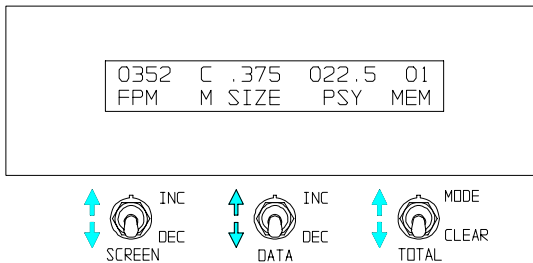 0352 C .375 022.5 01
FPM M SIZE PSY MEM
INC INC MODE
DEC DEC CLEAR
SCREEN DATA TOTAL